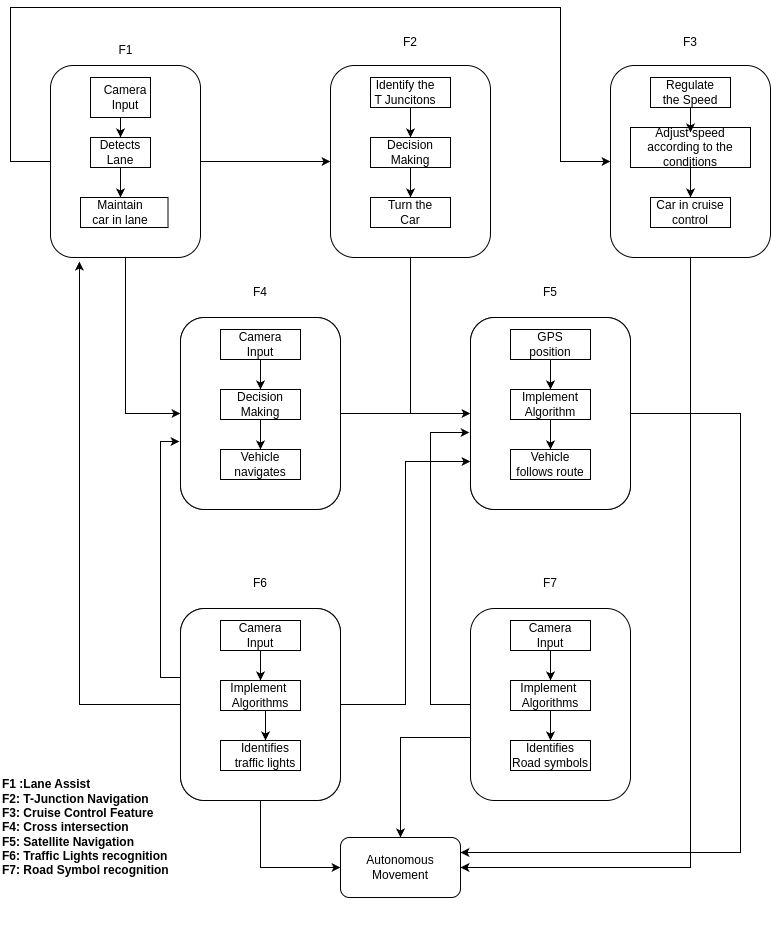 F1
F2
F3
Camera
Input
Detects
Lane
Maintain
car in lane
Identify the
T Juncitons
Decision
Making
Turn the
Car
Regulate
the Speed
Adjust speed
according to the
conditions
Car in cruise
control
F4
F5
Camera
Input
Decision
Making
Vehicle
navigates
GPS
position
Implement
Algorithm
Vehicle
follows route
F6
F7
Camera
Input
Implement
Algorithms
Identifies
traffic lights
Camera
Input
Implement
Algorithms
Identifies
Road symbols
F1 :Lane Assist
F2: T-Junction Navigation
F3: Cruise Control Feature
F4: Cross intersection
F5: Satellite Navigation
F6: Traffic Lights recognition
F7: Road Symbol recognition
Autonomous
Movement